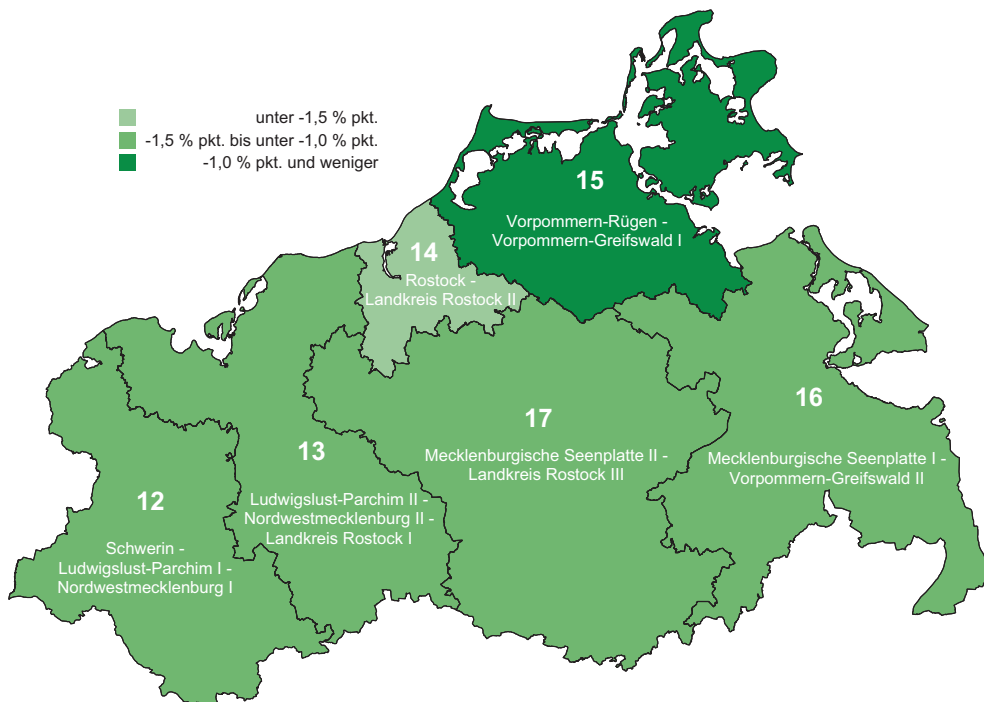 unter -1,5 % pkt.
-1,5 % pkt. bis unter -1,0 % pkt.
-1,0 % pkt. und weniger
15
Vorpommern-Rügen -
Vorpommern-Greifswald I
14
Rostock -
Landkreis Rostock II
16
Mecklenburgische Seenplatte I -
Vorpommern-Greifswald II
17
Mecklenburgische Seenplatte II -
Landkreis Rostock III
13
Ludwigslust-Parchim II -
Nordwestmecklenburg II -
Landkreis Rostock I
12
Schwerin -
Ludwigslust-Parchim I -
Nordwestmecklenburg I